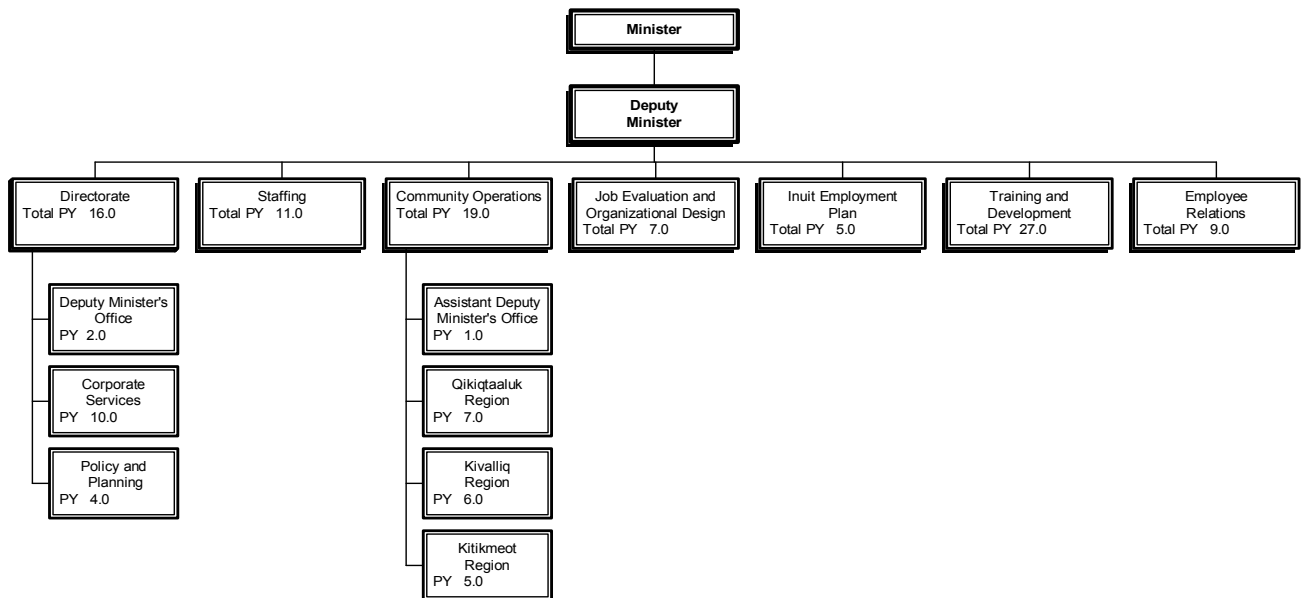 Minister
Deputy
Minister
Directorate
Total PY 16.0
Staffing
Total PY 11.0
Community Operations
Total PY 19.0
Job Evaluation and
Organizational Design
Total PY 7.0
Inuit Employment
Plan
Total PY 5.0
Training and
Development
Total PY 27.0
Employee
Relations
Total PY 9.0
Deputy Minister's
Office
PY 2.0
Corporate
Services
PY 10.0
Policy and
Planning
PY 4.0
Assistant Deputy
Minister's Office
PY 1.0
Qikiqtaaluk
Region
PY 7.0
Kivalliq
Region
PY 6.0
Kitikmeot
Region
PY 5.0